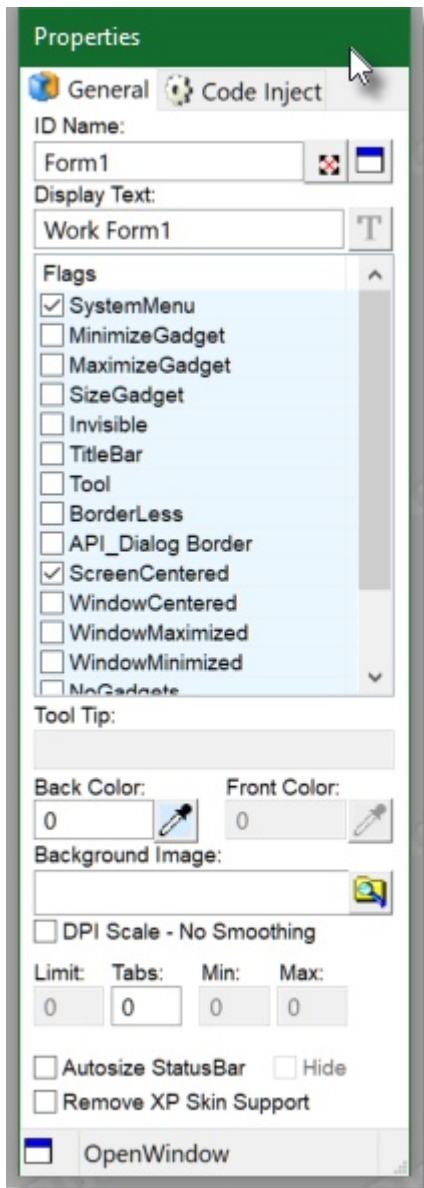 Properties
General Code Inject
ID Name:
Form1
Display Text:
Work Form1 T
Flags
SystemMenu
MinimizeGadget
MaximizeGadget
SizeGadget
Invisible
TitleBar
Tool
BorderLess
API_Dialog Border
ScreenCentered
WindowCentered
WindowMaximized
WindowMinimized
NoGadgets
Tool Tip:
Back Color: Front Color:
0 0
Background Image:
DPI Scale - No Smoothing
Limit: Tabs: Min: Max:
0 0 0 0
Autosize StatusBar Hide
Remove XP Skin Support
OpenWindow